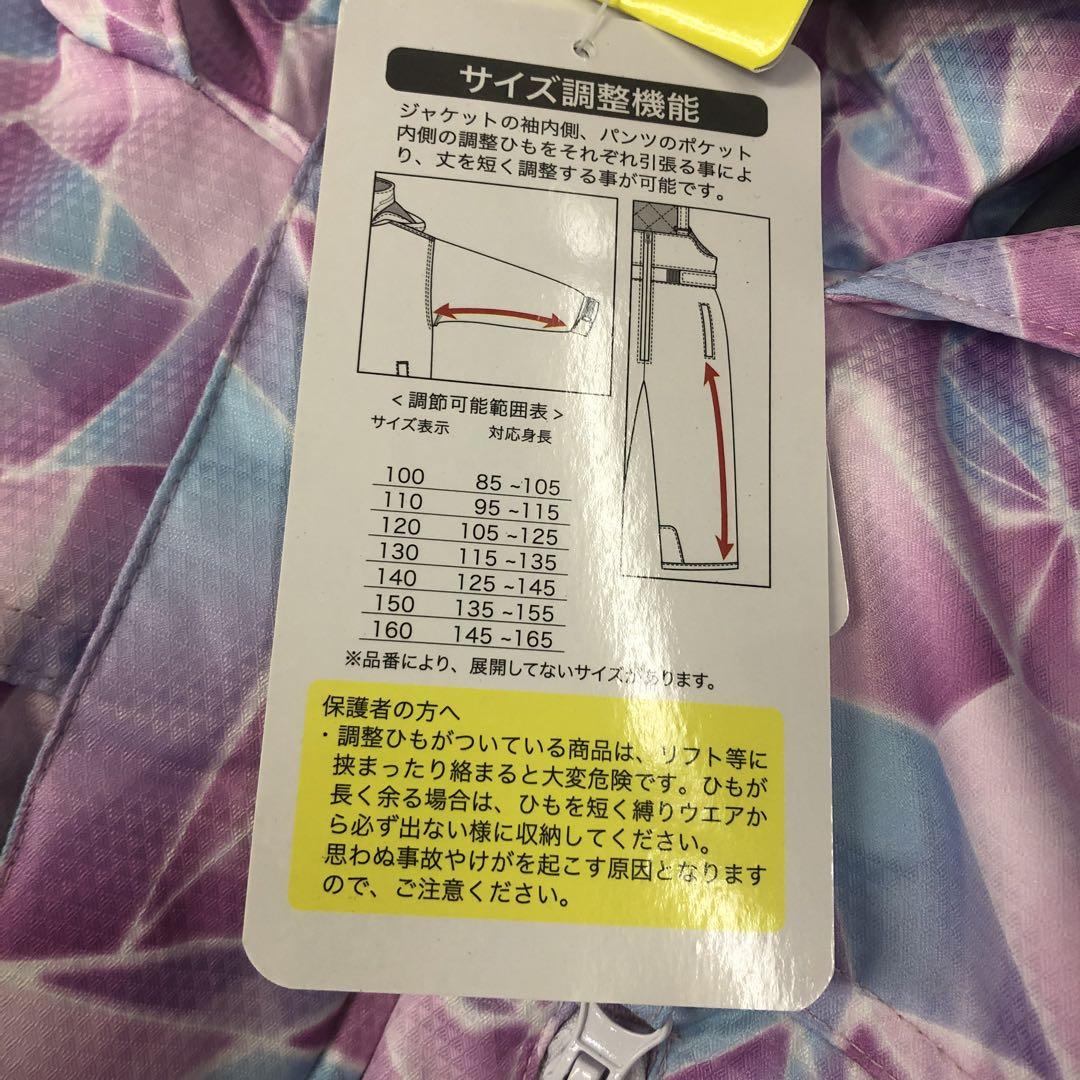 サイズ調整機能
ジャケットの袖内側、パンツのポケット
内側の調整ひもをそれぞれ引張る事によ
り、丈を短く調整する事が可能です。
＜調節可能範囲表＞
サイズ表示 対応身長
100 85 ~105
110 95 ~115
120 105 ~125
130 115 ~135
140 125 ~145
150 135 ~155
160 145 ~165
※品番により、展開してないサイズがあります。
保護者の方へ
・調整ひもがついている商品は、リフト等に
挟まったり絡まると大変危険です。ひもが
長く余る場合は、ひもを短く縛りウエアか
ら必ず出ない様に収納してください。
思わぬ事故やけがを起こす原因となります
ので、ご注意ください。